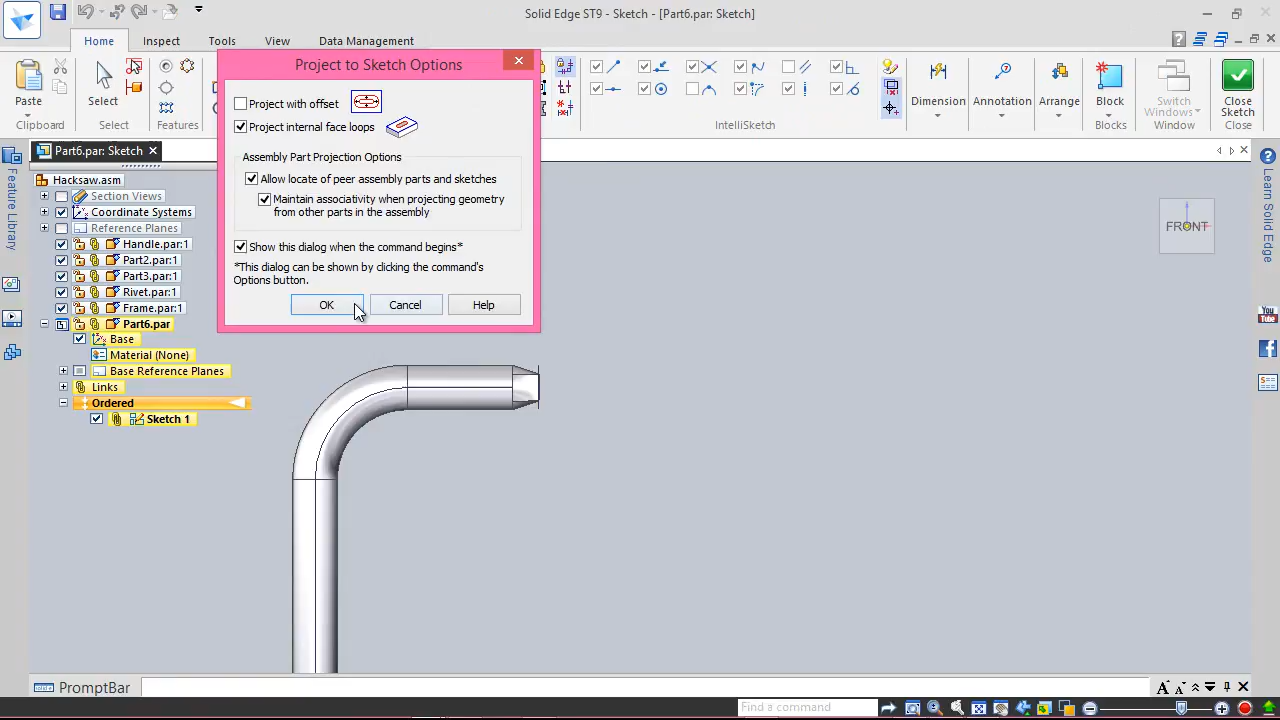 Solid Edge ST9 - Sketch - [Part6.par: Sketch]
Home Inspect Tools View Data Management
Paste Select Dimension Annotation Arrange Block Switch Windows Close Sketch
Clipboard Select Features IntelliSketch Blocks Window Close
Project to Sketch Options
Project with offset
Project internal face loops
Assembly Part Projection Options
Allow locate of peer assembly parts and sketches
Maintain associativity when projecting geometry
from other parts in the assembly
Show this dialog when the command begins*
*This dialog can be shown by clicking the command's
Options button.
OK Cancel Help
Part6.par: Sketch
Feature Library
Hacksaw.asm
Section Views
Coordinate Systems
Reference Planes
Handle.par:1
Part2.par:1
Part3.par:1
Rivet.par:1
Frame.par:1
Part6.par
Base
Material (None)
Base Reference Planes
Links
Ordered
Sketch 1
FRONT
Learn Solid Edge
You Tube
PromptBar
Find a command